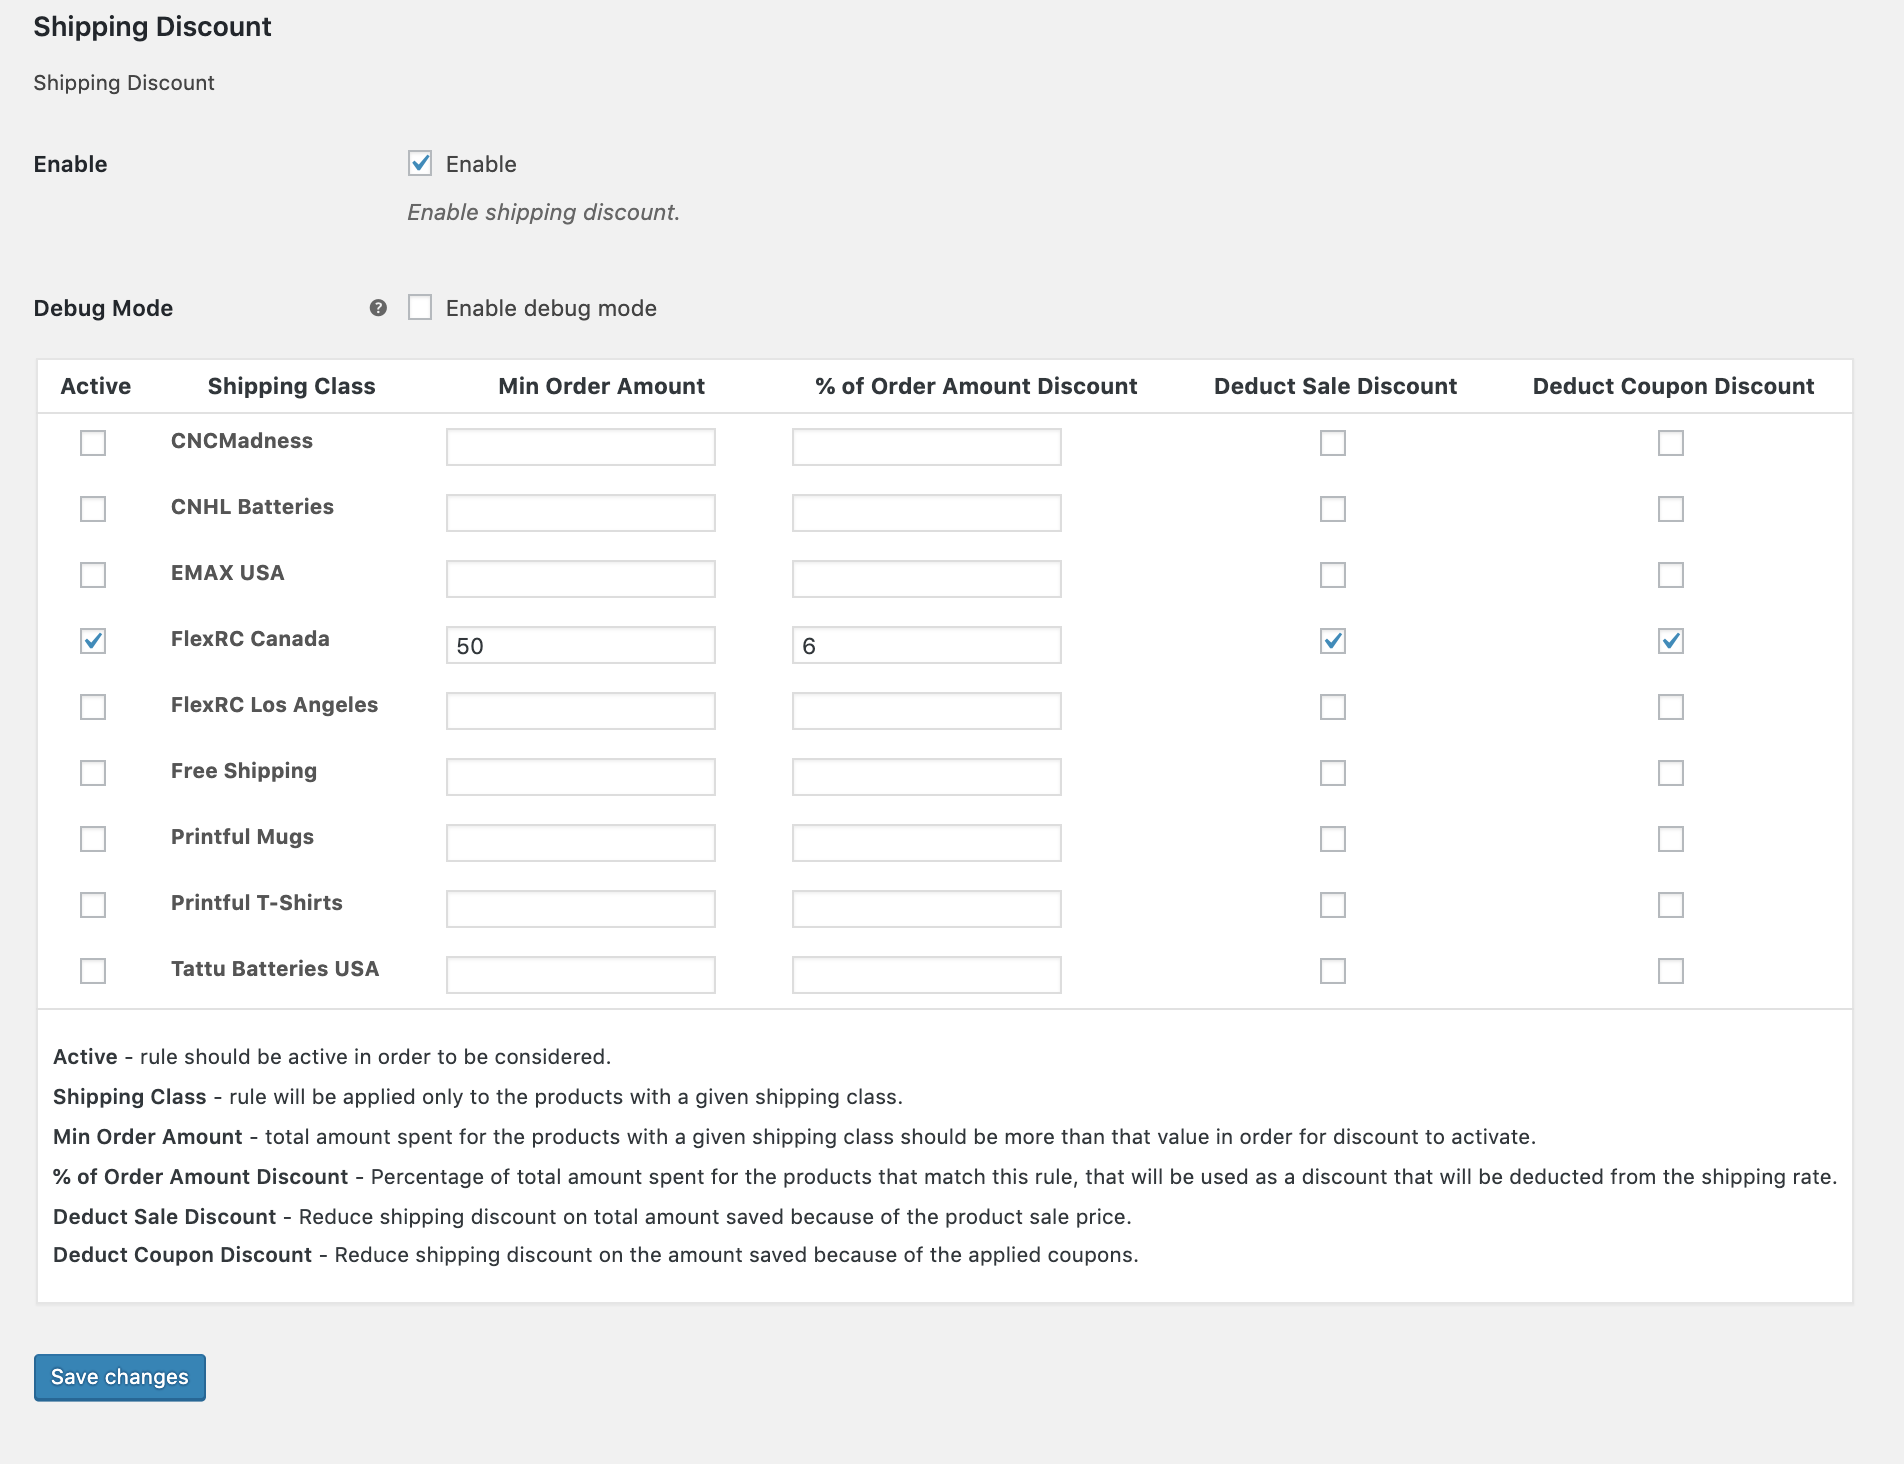 Shipping Discount
Shipping Discount
Enable
Enable
Enable shipping discount.
Debug Mode
?
Enable debug mode
Active Shipping Class Min Order Amount % of Order Amount Discount Deduct Sale Discount Deduct Coupon Discount
CNCMadness
CNHL Batteries
EMAX USA
FlexRC Canada 50 6
FlexRC Los Angeles
Free Shipping
Printful Mugs
Printful T-Shirts
Tattu Batteries USA
Active - rule should be active in order to be considered.
Shipping Class - rule will be applied only to the products with a given shipping class.
Min Order Amount - total amount spent for the products with a given shipping class should be more than that value in order for discount to activate.
% of Order Amount Discount - Percentage of total amount spent for the products that match this rule, that will be used as a discount that will be deducted from the shipping rate.
Deduct Sale Discount - Reduce shipping discount on total amount saved because of the product sale price.
Deduct Coupon Discount - Reduce shipping discount on the amount saved because of the applied coupons.
Save changes